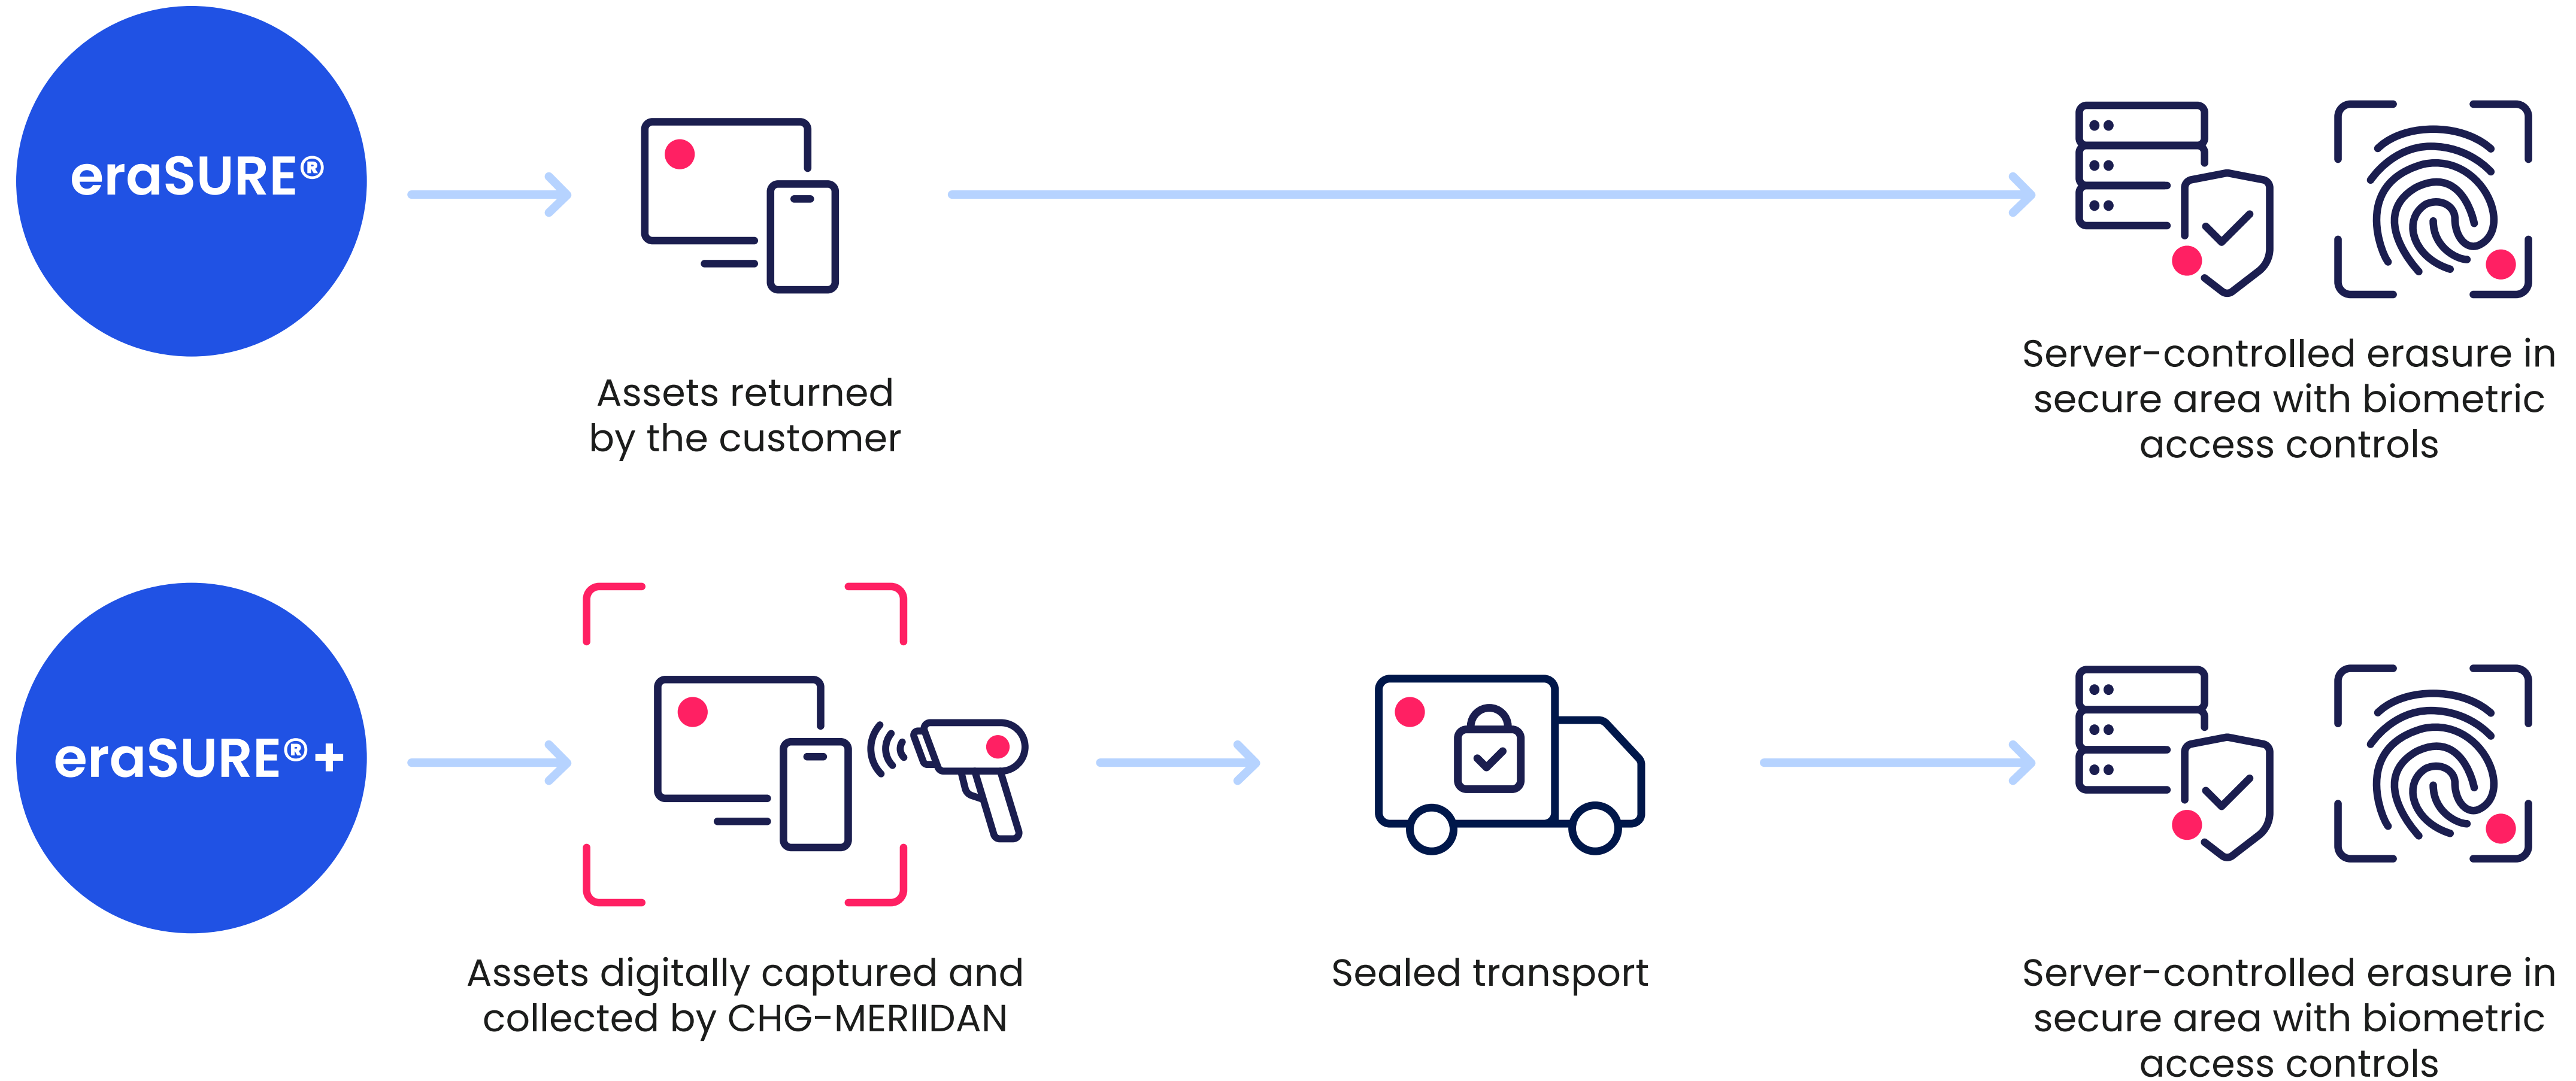 eraSURE®
Assets returned
by the customer
Server-controlled erasure in
secure area with biometric
access controls
eraSURE®+
Assets digitally captured and
collected by CHG-MERIIDAN
Sealed transport
Server-controlled erasure in
secure area with biometric
access controls